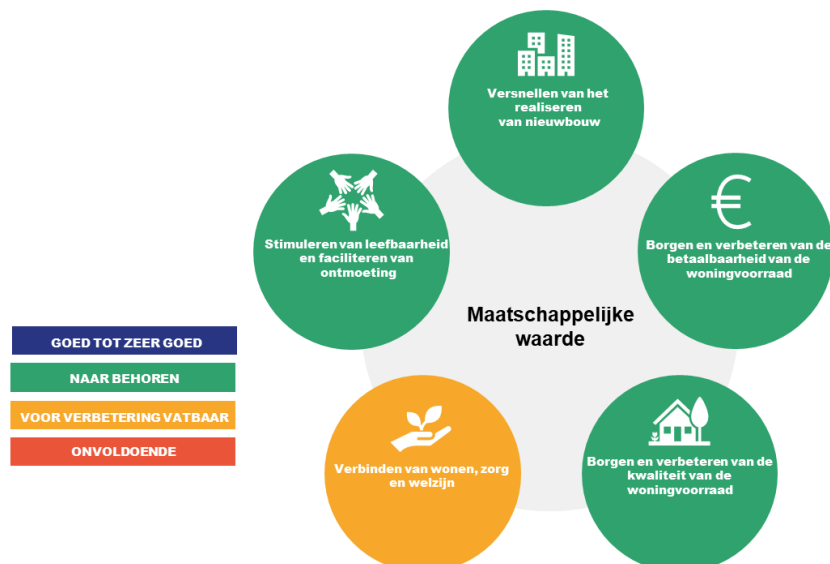 Versnellen van het
realiseren
van nieuwbouw
Stimuleren van leefbaarheid
en faciliteren van
ontmoeting
€
Borgen en verbeteren van de
betaalbaarheid van de
woningvoorraad
Maatschappelijke
waarde
GOED TOT ZEER GOED
NAAR BEHOREN
VOOR VERBETERING VATBAAR
ONVOLDOENDE
Verbinden van wonen, zorg
en welzijn
Borgen en verbeteren van de
kwaliteit van de
woningvoorraad